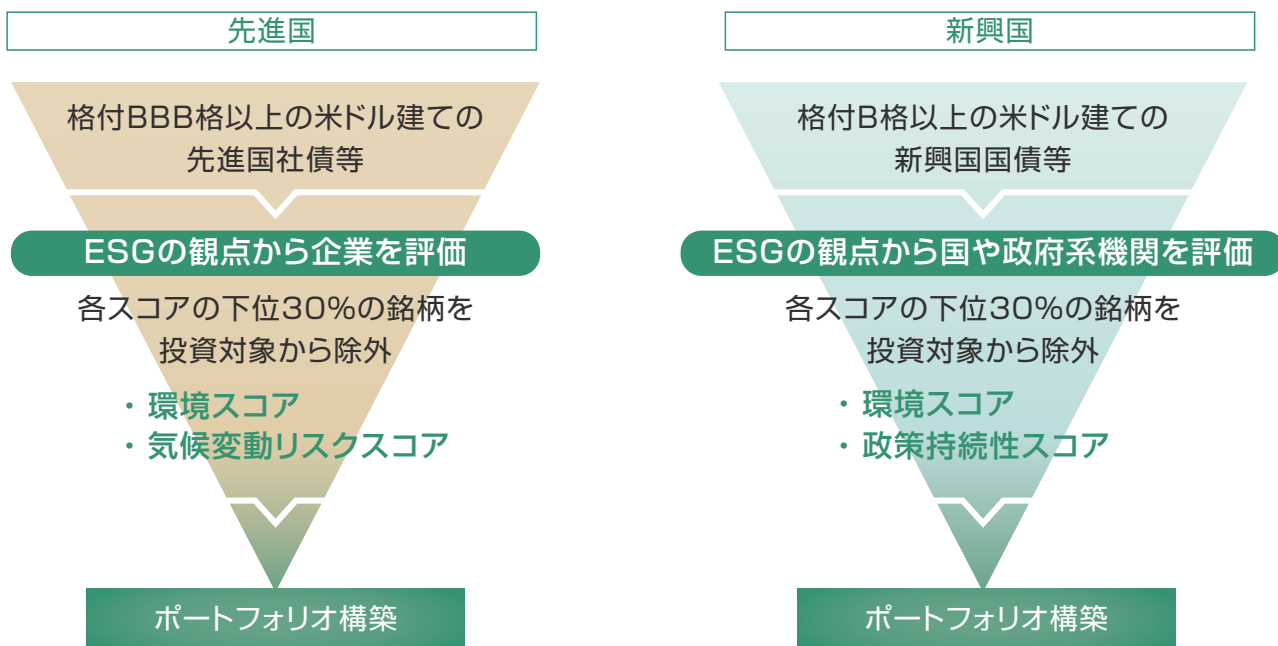 先進国
格付BBB格以上の米ドル建ての
先進国社債等
ESGの観点から企業を評価
各スコアの下位30%の銘柄を
投資対象から除外
・環境スコア
・気候変動リスクスコア
ポートフォリオ構築
新興国
格付B格以上の米ドル建ての
新興国国債等
ESGの観点から国や政府系機関を評価
各スコアの下位30%の銘柄を
投資対象から除外
・環境スコア
・政策持続性スコア
ポートフォリオ構築